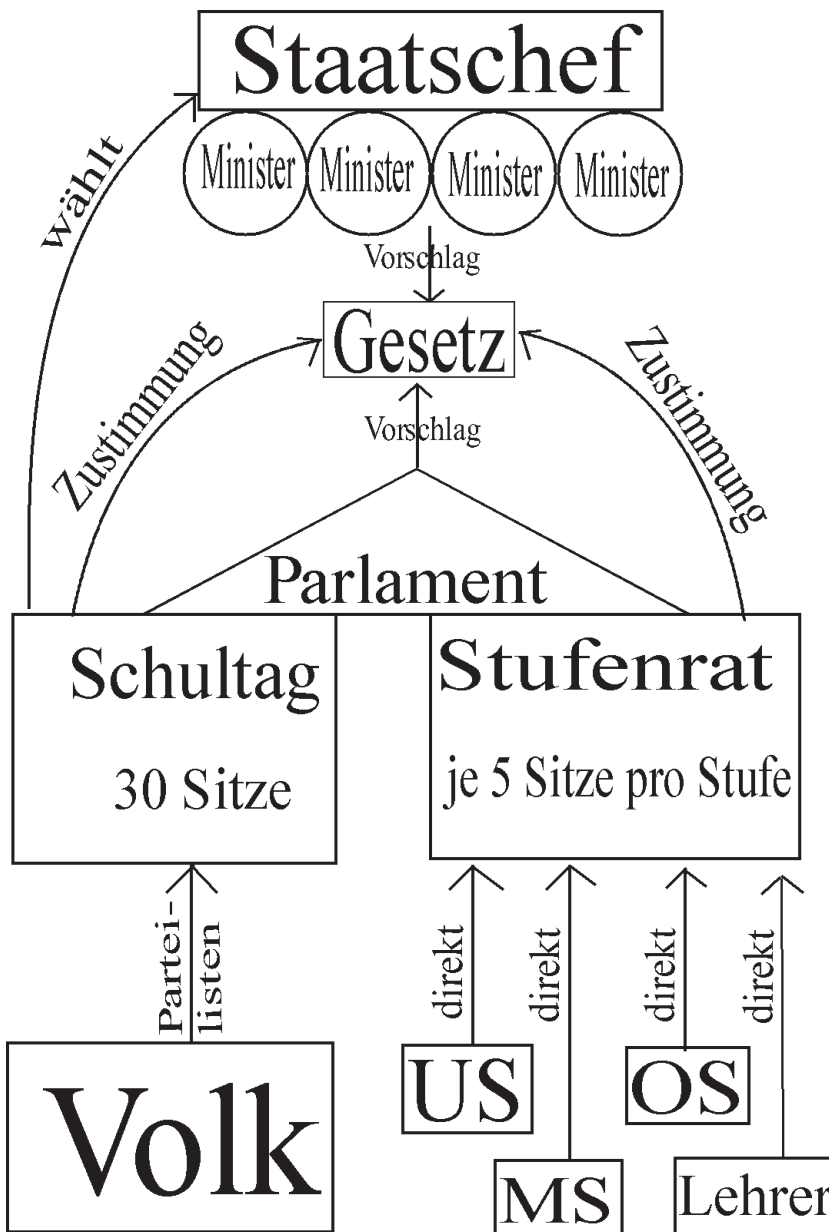 Staatschef
Minister Minister Minister Minister
wählt
Vorschlag
Gesetz
Zustimmung
Zustimmung
Vorschlag
Parlament
Schultag
30 Sitze
Stufenrat
je 5 Sitze pro Stufe
Partei-
listen
direkt
direkt
direkt
direkt
Volk
US
OS
MS
Lehrer